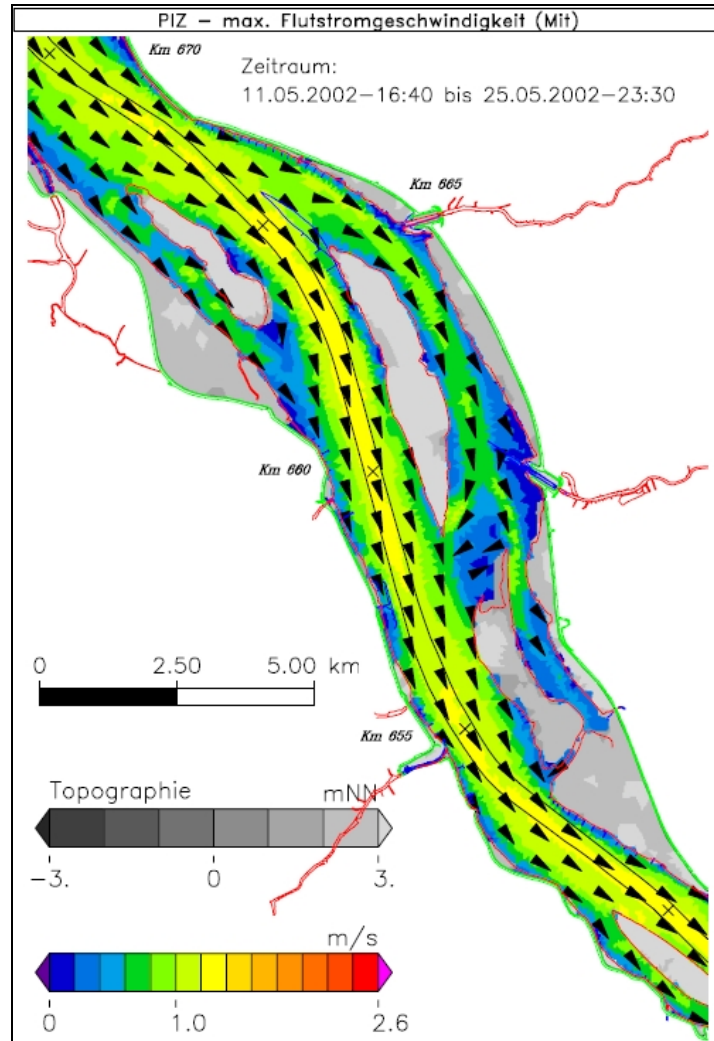 PIZ – max. Flutstromgeschwindigkeit (Mit)
Km 670
Zeitraum:
11.05.2002–16:40 bis 25.05.2002–23:30
Km 665
Km 660
0 2.50 5.00 km
Km 655
Topographie mNN
–3. 0 3.
m/s
0 1.0 2.6